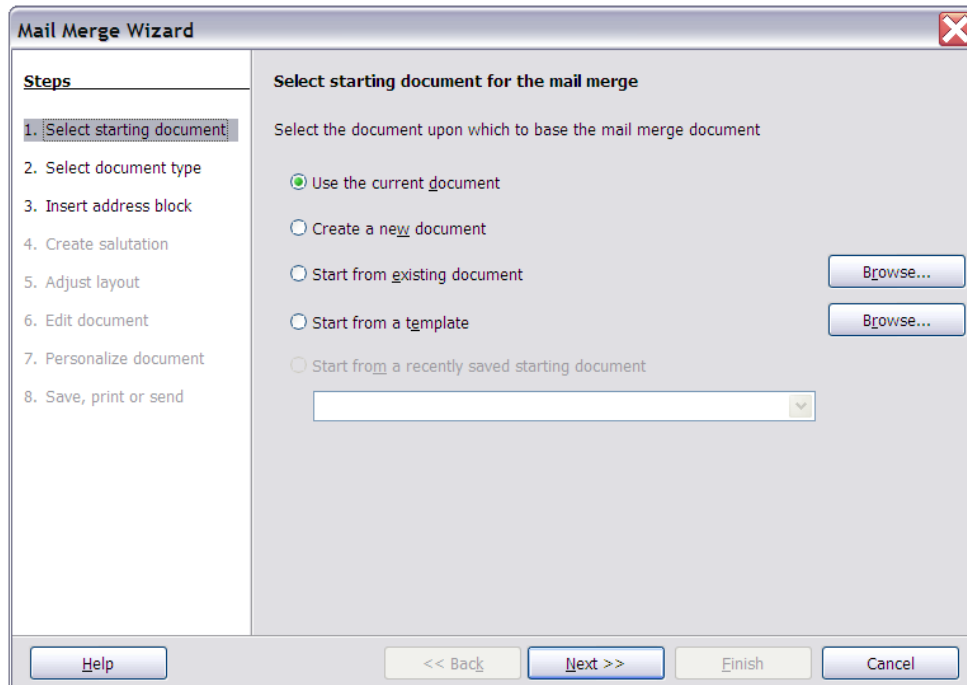 Mail Merge Wizard
Steps
1. Select starting document
2. Select document type
3. Insert address block
4. Create salutation
5. Adjust layout
6. Edit document
7. Personalize document
8. Save, print or send
Select starting document for the mail merge
Select the document upon which to base the mail merge document
Use the current document
Create a new document
Start from existing document
Browse...
Start from a template
Browse...
Start from a recently saved starting document
Help
<< Back
Next >>
Finish
Cancel